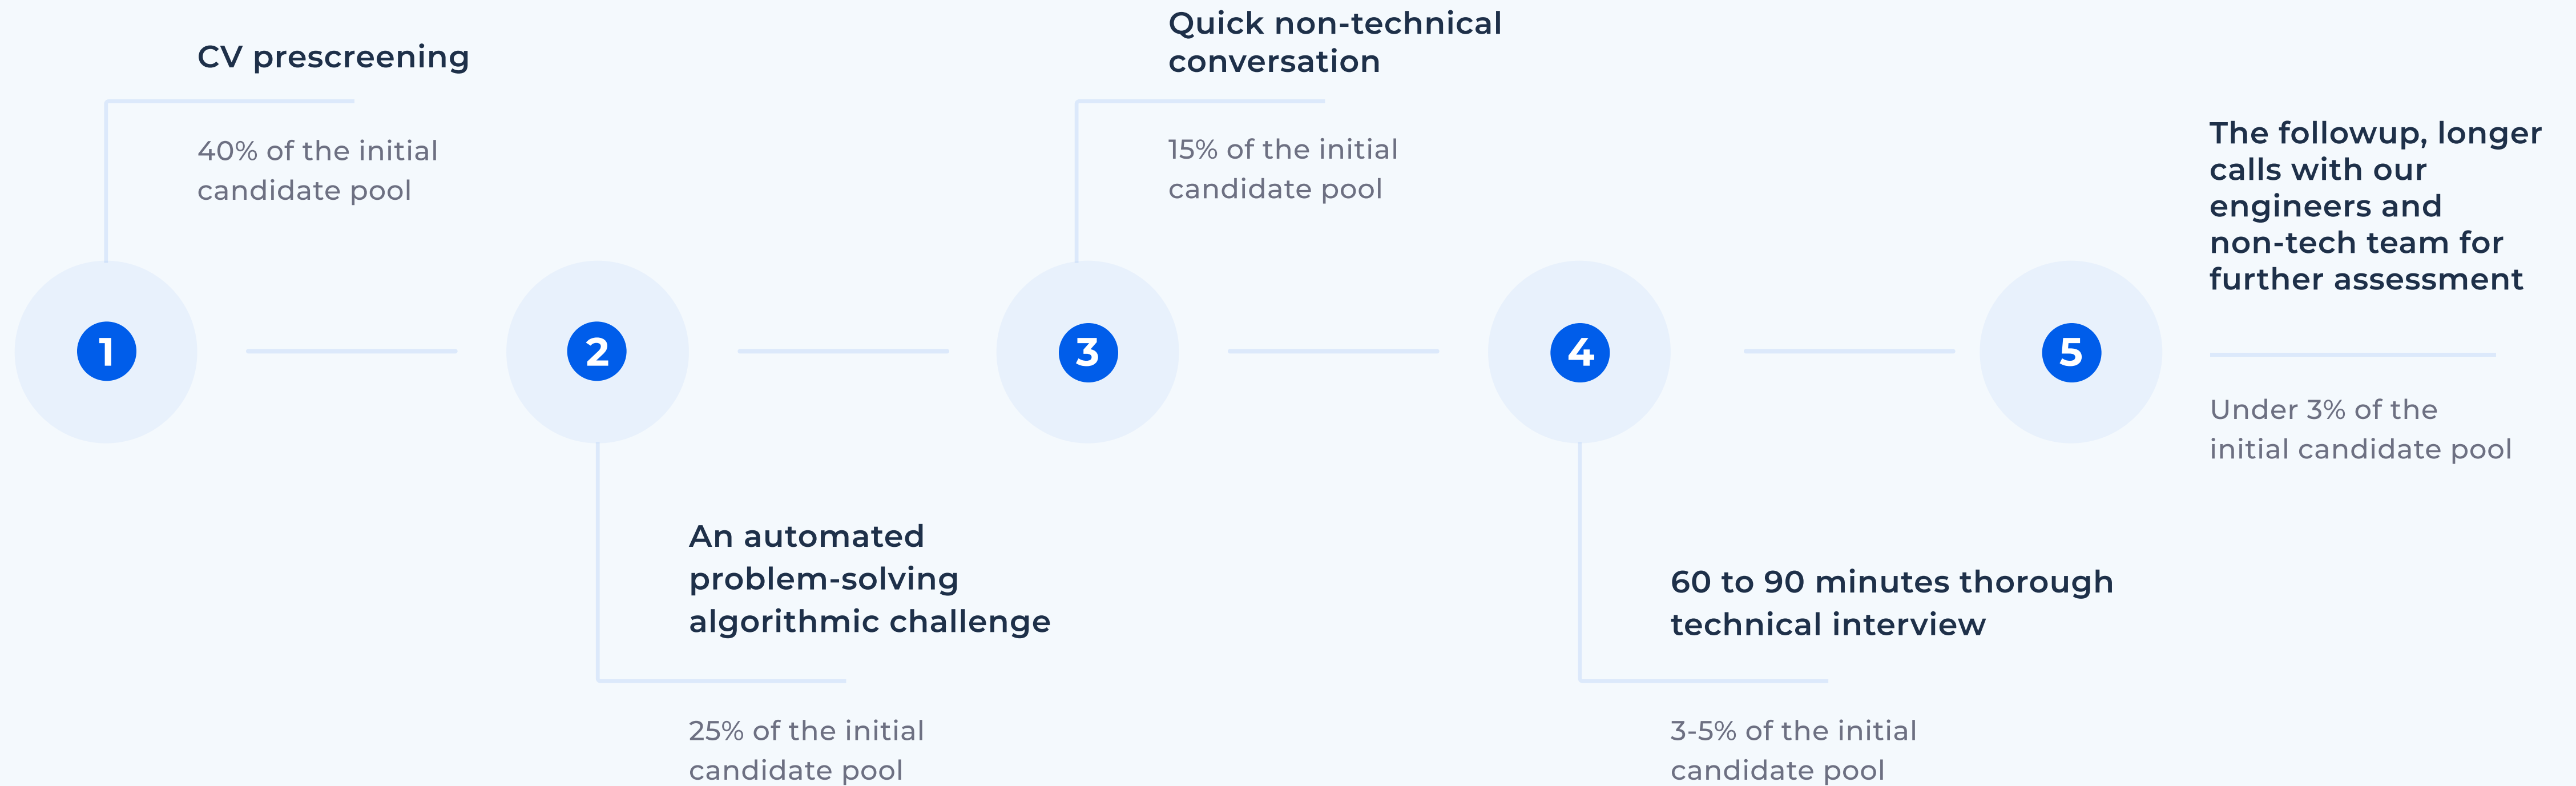 CV prescreening
40% of the initial
candidate pool
1
2
An automated
problem-solving
algorithmic challenge
25% of the initial
candidate pool
Quick non-technical
conversation
15% of the initial
candidate pool
3
4
60 to 90 minutes thorough
technical interview
3-5% of the initial
candidate pool
5
The followup, longer
calls with our
engineers and
non-tech team for
further assessment
Under 3% of the
initial candidate pool